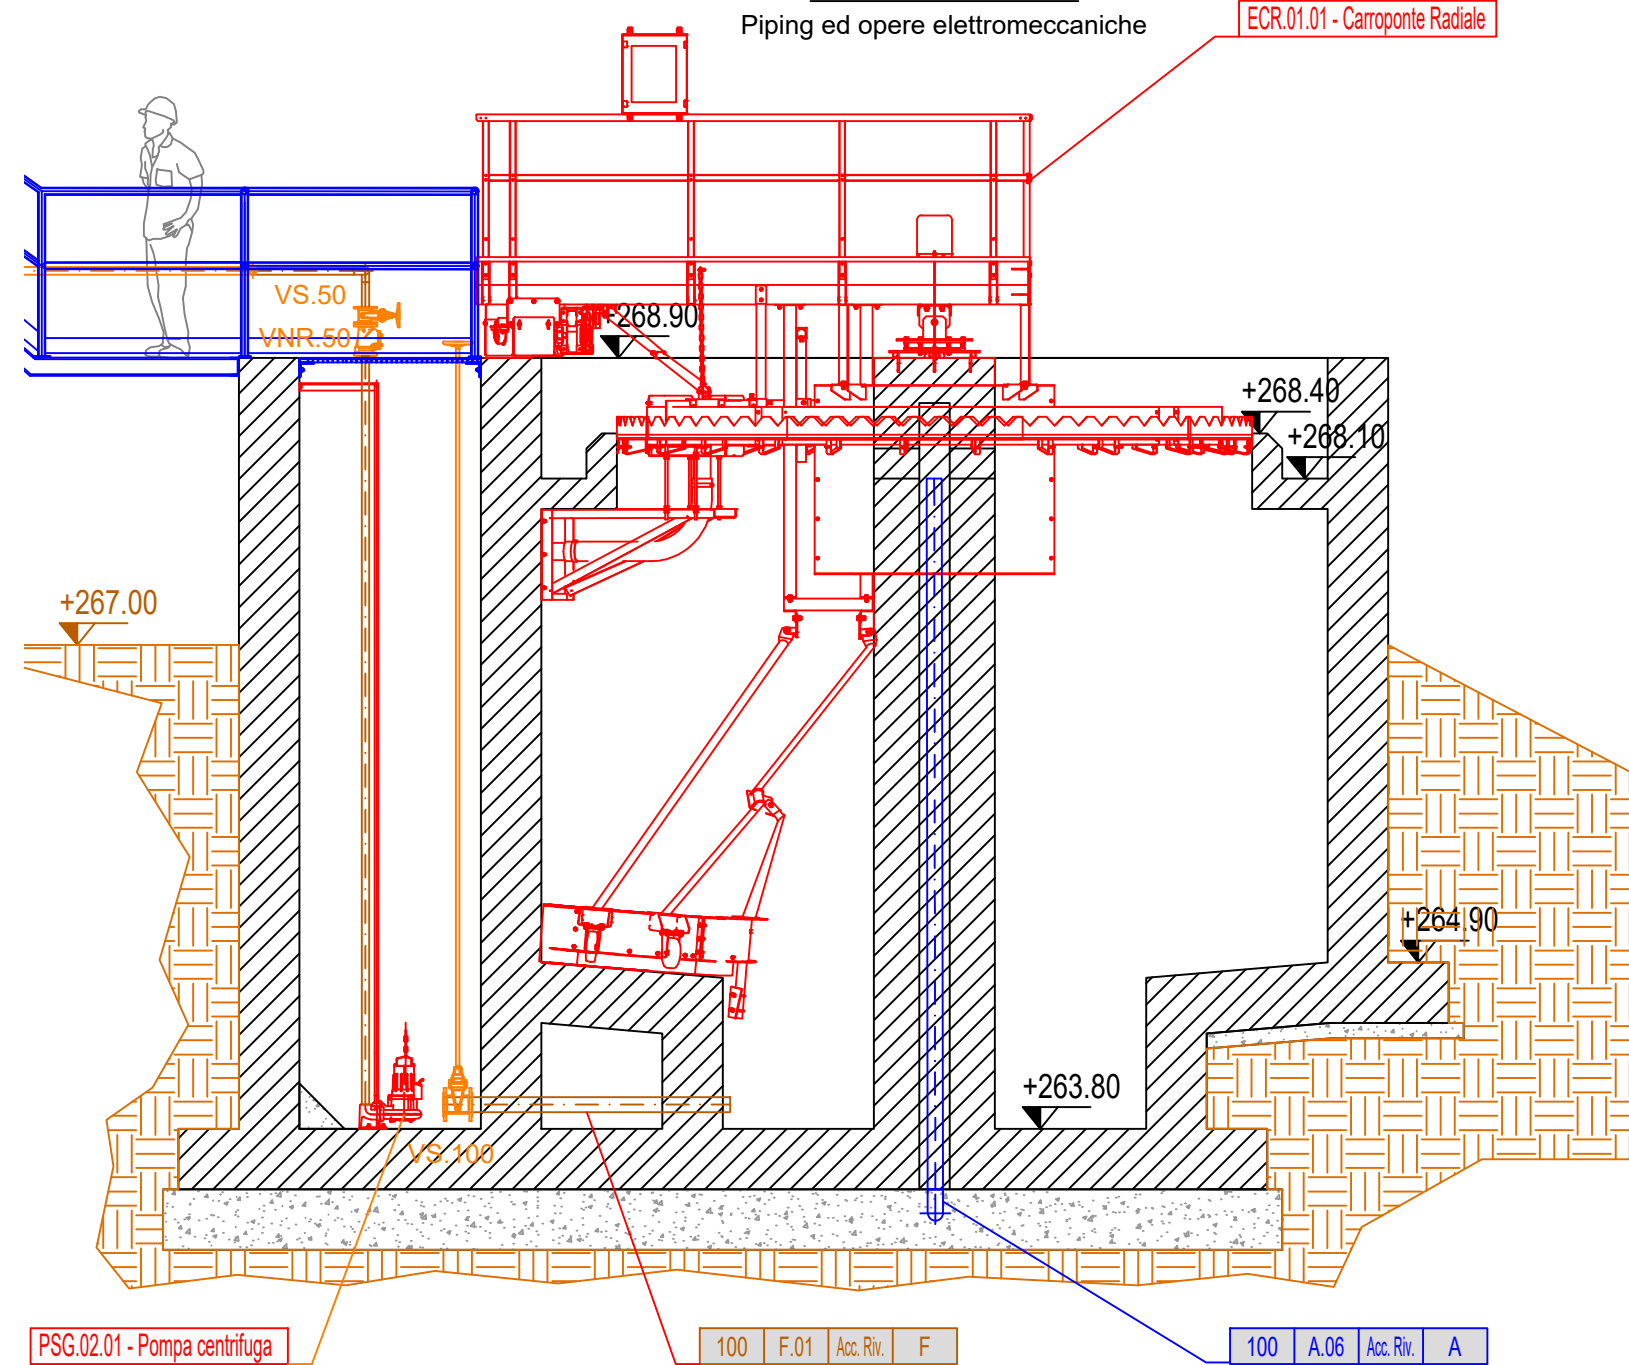 Piping ed opere elettromeccaniche
ECR.01.01 - Carroponte Radiale
VS.50
VNR.50
+268.90
+268.40
+268.10
+267.00
+264.90
+263.80
VS.100
PSG.02.01 - Pompa centrifuga
100 F.01 Acc. Riv. F
100 A.06 Acc. Riv. A